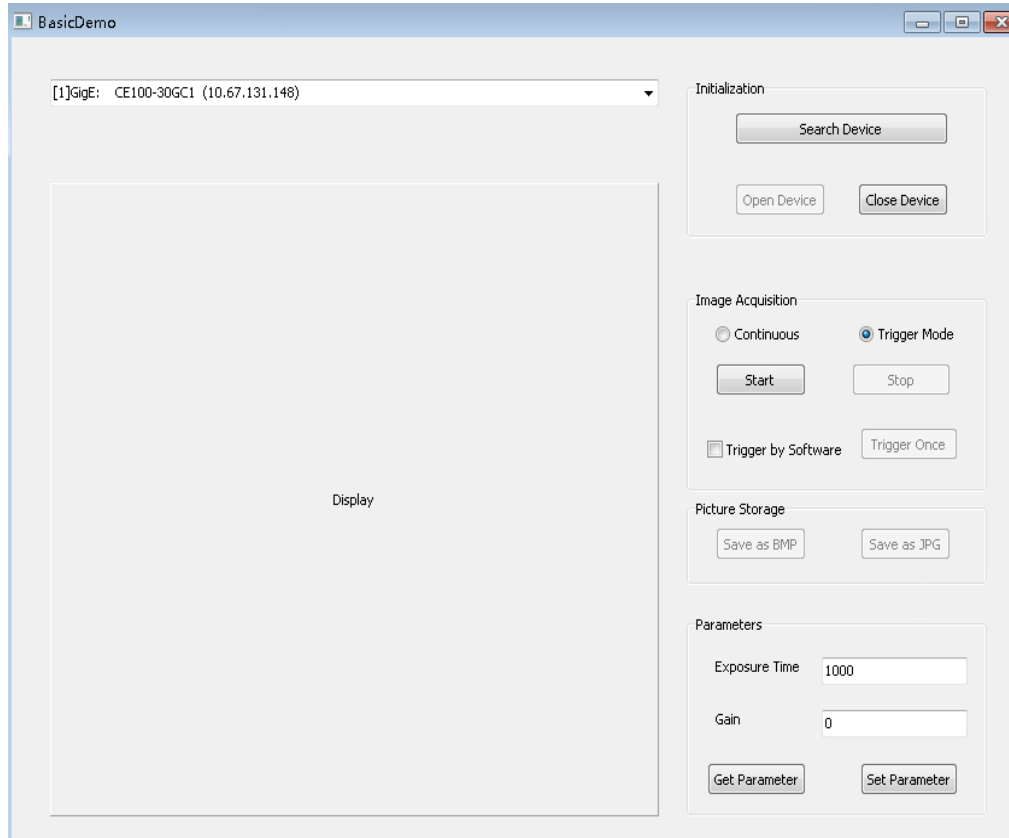 BasicDemo
[1]GigE: CE100-30GC1 (10.67.131.148)
Initialization
Search Device
Open Device Close Device
Image Acquisition
Continuous Trigger Mode
Start Stop
Trigger by Software Trigger Once
Display
Picture Storage
Save as BMP Save as JPG
Parameters
Exposure Time 1000
Gain 0
Get Parameter Set Parameter